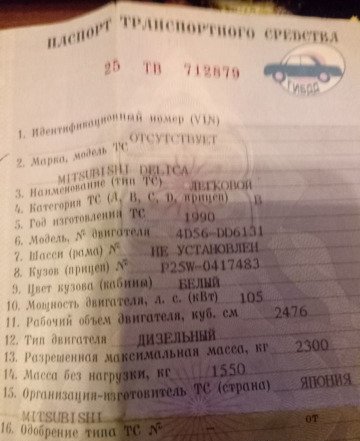 ПАСПОРТ ТРАНСПОРТНОГО СРЕДСТВА
25 ТВ 712879
ГИБДД
1. Идентификационный номер (VIN)
ОТСУТСТВУЕТ
2. Марка, модель ТС
MITSUBISHI DELICA
3. Наименование (тип ТС) ЛЕГКОВОЙ
4. Категория ТС (А, В, С, D, прицеп) В
5. Год изготовления ТС 1990
6. Модель, № двигателя 4D56-DD6131
7. Шасси (рама) № НЕ УСТАНОВЛЕН
8. Кузов (прицеп) № P25W-0417483
9. Цвет кузова (кабины) БЕЛЫЙ
10. Мощность двигателя, л. с. (кВт) 105
11. Рабочий объем двигателя, куб. см 2476
12. Тип двигателя ДИЗЕЛЬНЫЙ
13. Разрешенная максимальная масса, кг 2300
14. Масса без нагрузки, кг 1550
15. Организация-изготовитель ТС (страна) ЯПОНИЯ
MITSUBISHI
16. Одобрение типа ТС № – от